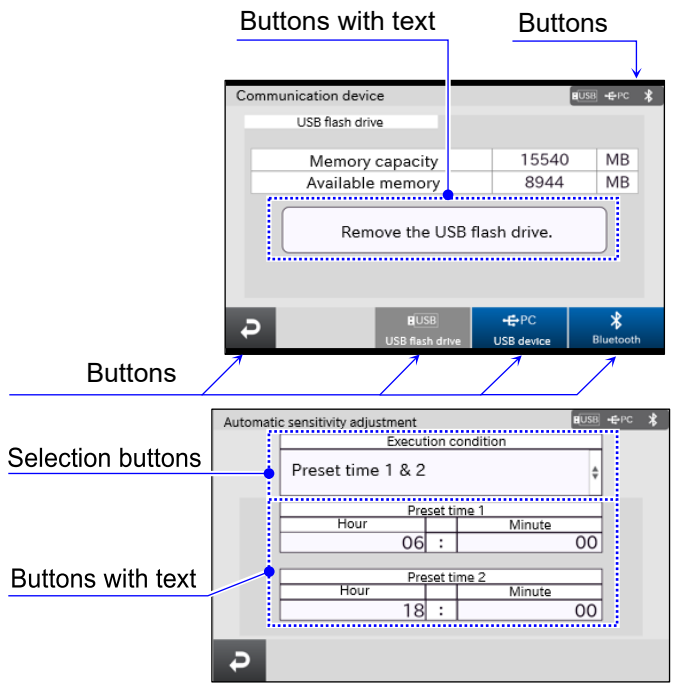 Buttons with text
Buttons
Communication device
USB PC
USB flash drive
Memory capacity 15540 MB
Available memory 8944 MB
Remove the USB flash drive.
USB PC
USB flash drive USB device Bluetooth
Buttons
Automatic sensitivity adjustment
USB PC
Execution condition
Selection buttons
Preset time 1 & 2
Preset time 1
Hour Minute
06 : 00
Buttons with text
Preset time 2
Hour Minute
18 : 00